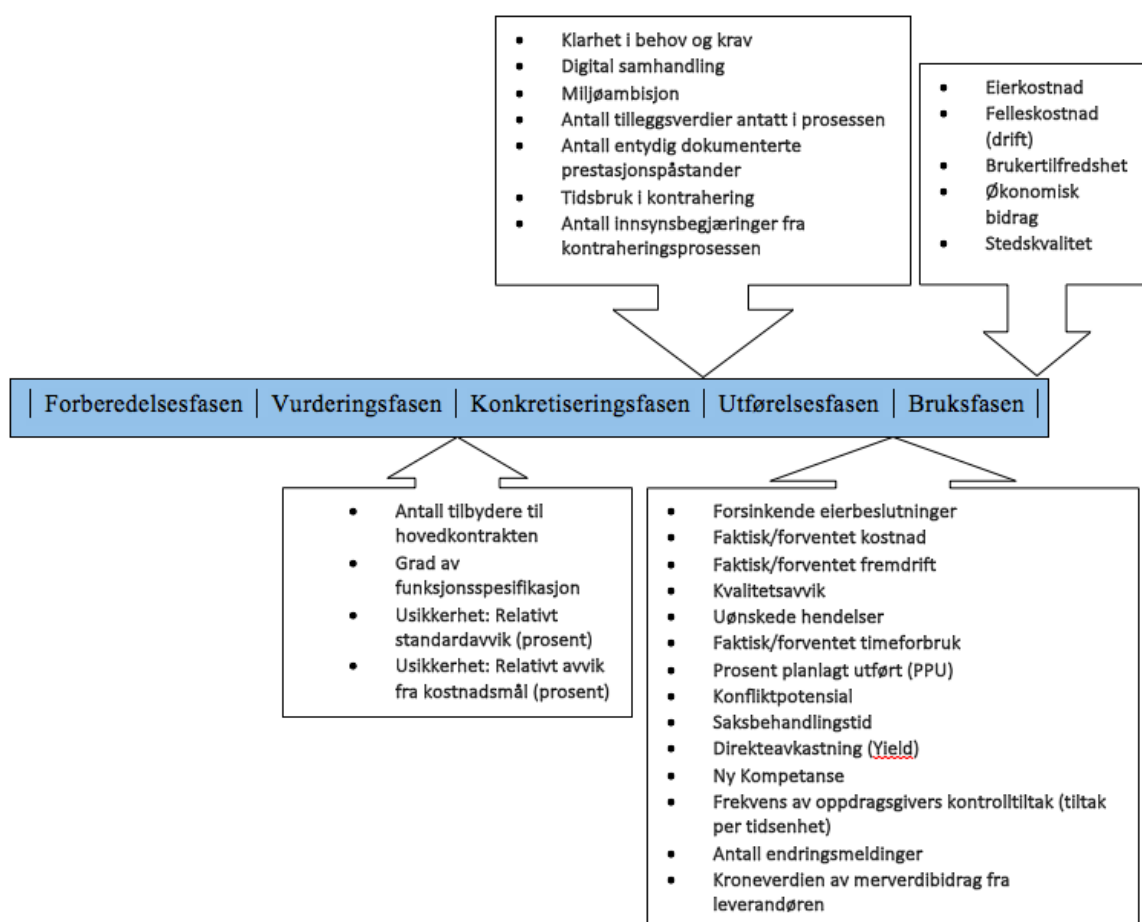 • Klarhet i behov og krav
• Digital samhandling
• Miljøambisjon
• Antall tilleggsverdier antatt i prosessen
• Antall entydig dokumenterte
prestasjonspåstander
• Tidsbruk i kontrahering
• Antall innsynsbegjæringer fra
kontraheringsprosessen
• Eierkostnad
• Felleskostnad
(drift)
• Brukertilfredshet
• Økonomisk
bidrag
• Stedskvalitet
| Forberedelsesfasen | Vurderingsfasen | Konkretiseringsfasen | Utførelsesfasen | Bruksfasen |
• Antall tilbydere til
hovedkontrakten
• Grad av
funksjonsspesifikasjon
• Usikkerhet: Relativt
standardavvik (prosent)
• Usikkerhet: Relativt avvik
fra kostnadsmål (prosent)
• Forsinkende eierbeslutninger
• Faktisk/forventet kostnad
• Faktisk/forventet fremdrift
• Kvalitetsavvik
• Uønskede hendelser
• Faktisk/forventet timeforbruk
• Prosent planlagt utført (PPU)
• Konfliktpotensial
• Saksbehandlingstid
• Direkteavkastning (Yield)
• Ny Kompetanse
• Frekvens av oppdragsgivers kontrolltiltak (tiltak
per tidsenhet)
• Antall endringsmeldinger
• Kroneverdien av merverdibidrag fra
leverandøren